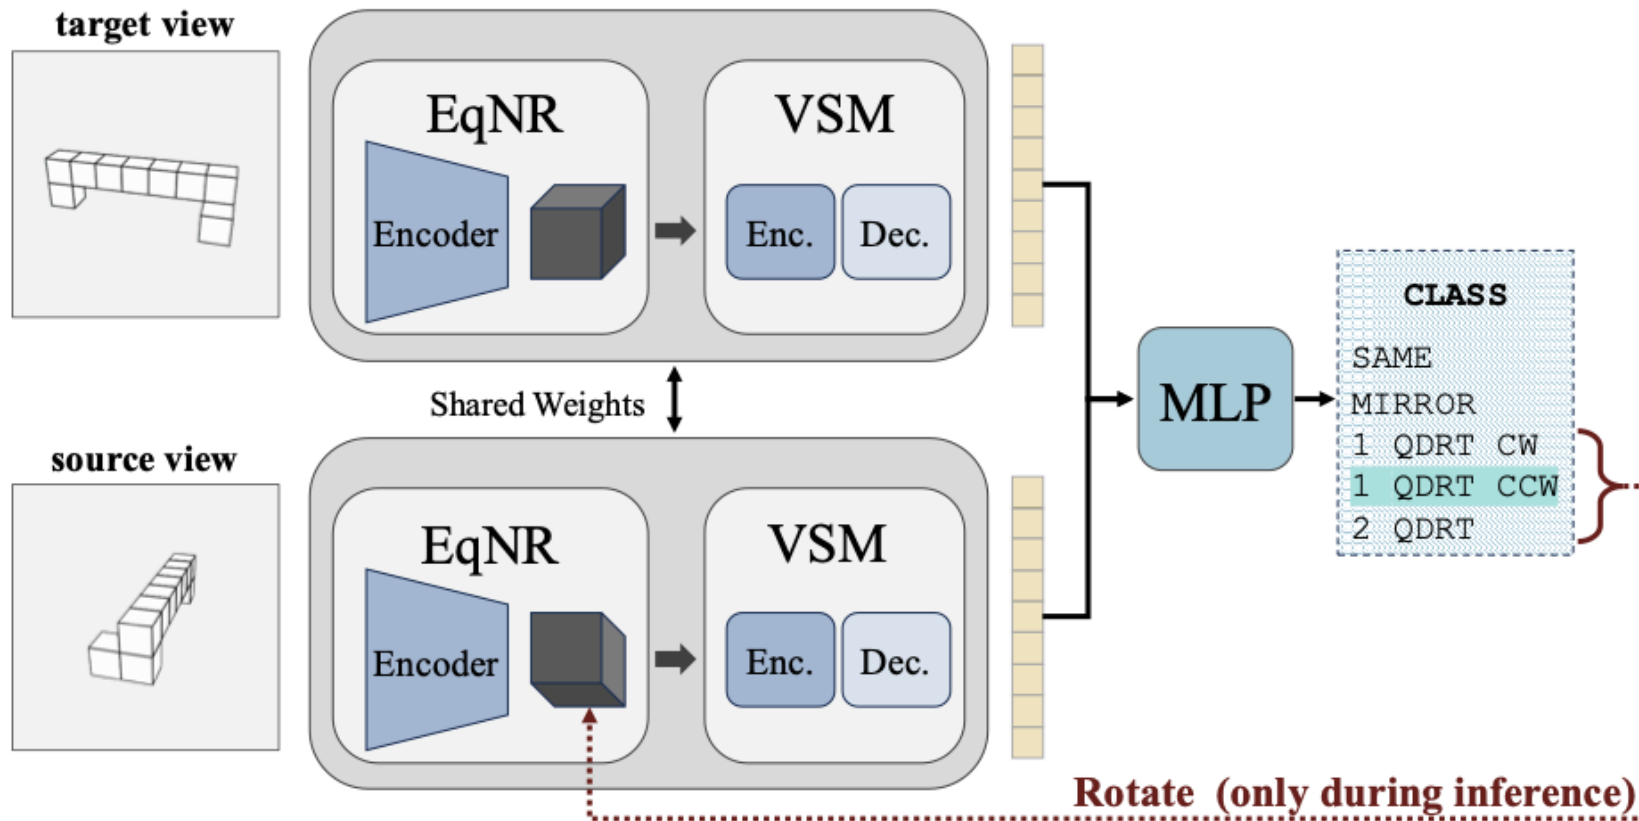 target view
EqNR
VSM
Encoder
Enc.
Dec.
Shared Weights
source view
EqNR
VSM
Encoder
Enc.
Dec.
MLP
CLASS
SAME
MIRROR
1 QDRT CW
1 QDRT CCW
2 QDRT
Rotate (only during inference)